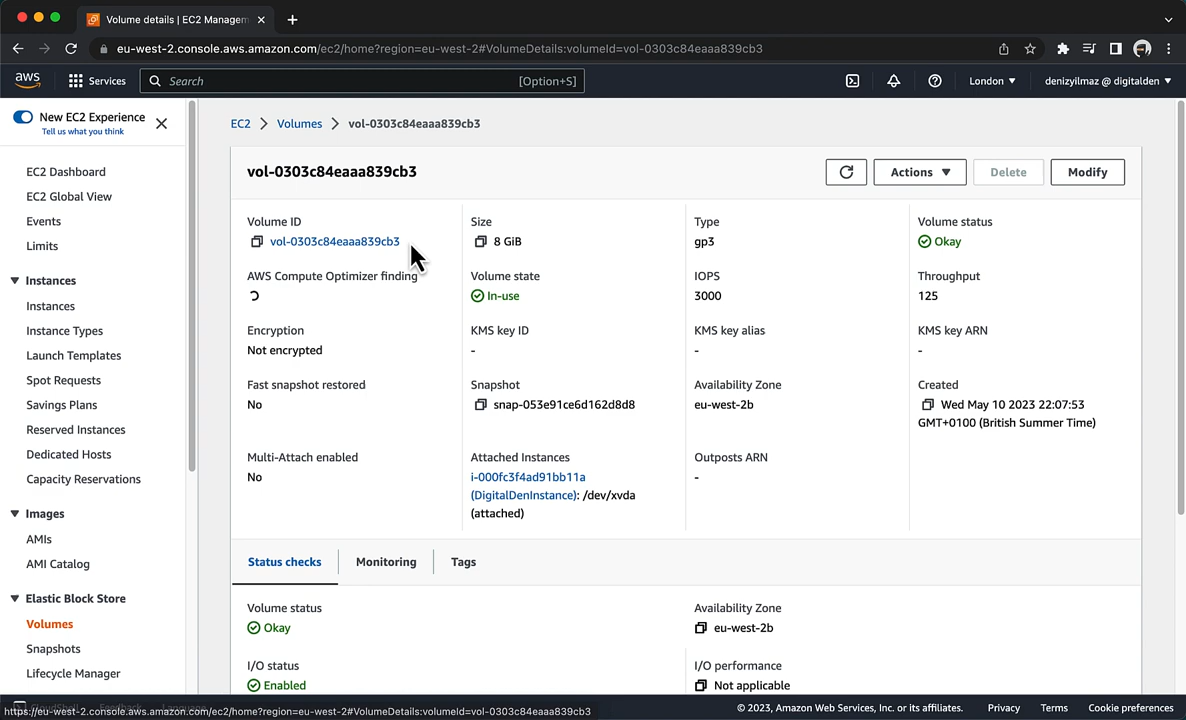 Volume details | EC2 Managem
eu-west-2.console.aws.amazon.com/ec2/home?region=eu-west-2#VolumeDetails:volumeId=vol-0303c84eaaa839cb3
aws
Services
Search
[Option+S]
London
denizyilmaz @ digitalden
New EC2 Experience
Tell us what you think
EC2 Dashboard
EC2 Global View
Events
Limits
Instances
Instances
Instance Types
Launch Templates
Spot Requests
Savings Plans
Reserved Instances
Dedicated Hosts
Capacity Reservations
Images
AMIs
AMI Catalog
Elastic Block Store
Volumes
Snapshots
Lifecycle Manager
EC2
Volumes
vol-0303c84eaaa839cb3
vol-0303c84eaaa839cb3
Actions
Delete
Modify
Volume ID
vol-0303c84eaaa839cb3
Size
8 GiB
Type
gp3
Volume status
Okay
AWS Compute Optimizer finding
Volume state
In-use
IOPS
3000
Throughput
125
Encryption
Not encrypted
KMS key ID
-
KMS key alias
-
KMS key ARN
-
Fast snapshot restored
No
Snapshot
snap-053e91ce6d162d8d8
Availability Zone
eu-west-2b
Created
Wed May 10 2023 22:07:53
GMT+0100 (British Summer Time)
Multi-Attach enabled
No
Attached Instances
i-000fc3f4ad91bb11a
(DigitalDenInstance): /dev/xvda
(attached)
Outposts ARN
-
Status checks
Monitoring
Tags
Volume status
Okay
Availability Zone
eu-west-2b
I/O status
Enabled
I/O performance
Not applicable
CloudShell
Feedback
Language
https://eu-west-2.console.aws.amazon.com/ec2/home?region=eu-west-2#VolumeDetails:volumeId=vol-0303c84eaaa839cb3
© 2023, Amazon Web Services, Inc. or its affiliates.
Privacy
Terms
Cookie preferences